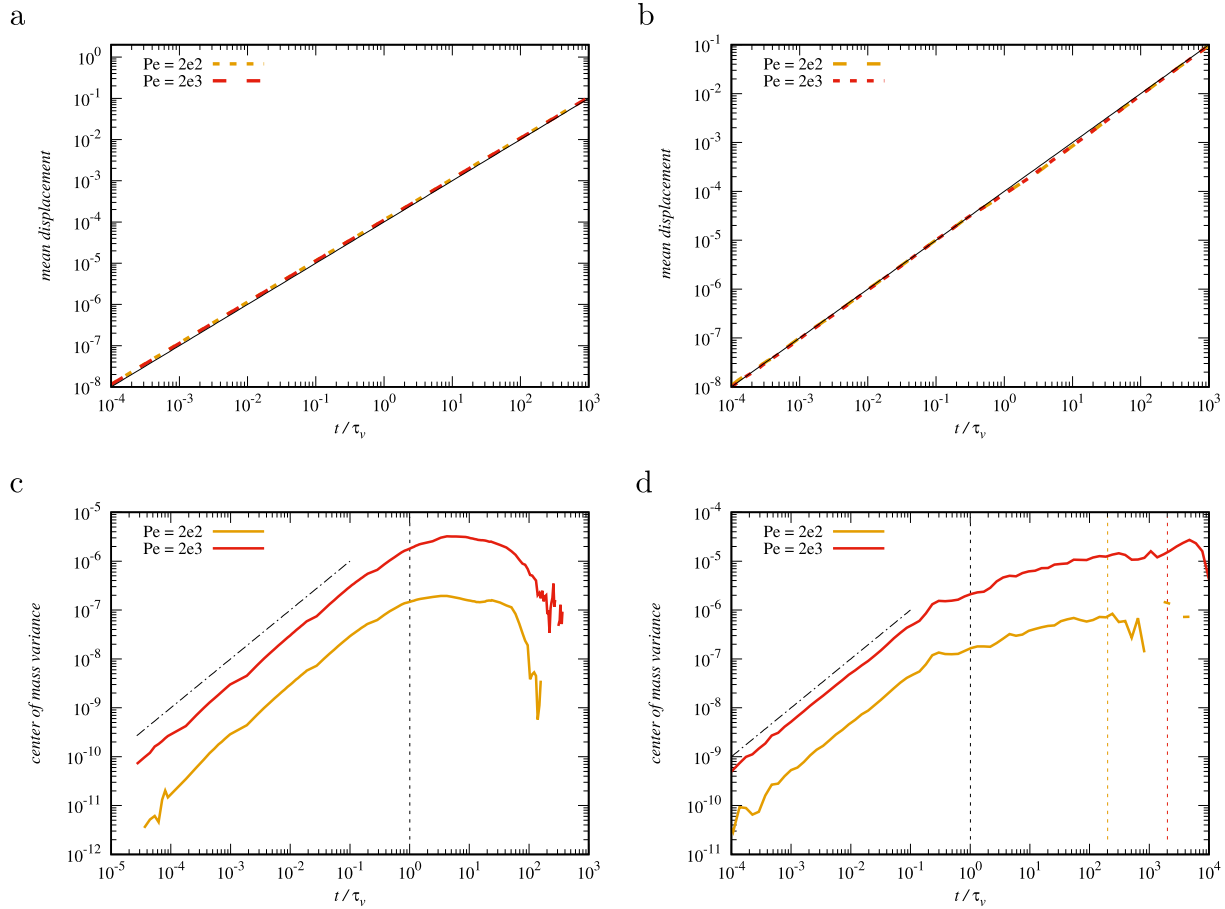 a
10^0
10^-1
10^-2
10^-3
10^-4
10^-5
10^-6
10^-7
10^-8
mean displacement
Pe = 2e2
Pe = 2e3
10^-4 10^-3 10^-2 10^-1 10^0 10^1 10^2 10^3
t / τ_v
b
10^-1
10^-2
10^-3
10^-4
10^-5
10^-6
10^-7
10^-8
mean displacement
Pe = 2e2
Pe = 2e3
10^-4 10^-3 10^-2 10^-1 10^0 10^1 10^2 10^3
t / τ_v
c
10^-5
10^-6
10^-7
10^-8
10^-9
10^-10
10^-11
10^-12
center of mass variance
Pe = 2e2
Pe = 2e3
10^-5 10^-4 10^-3 10^-2 10^-1 10^0 10^1 10^2 10^3
t / τ_v
d
10^-4
10^-5
10^-6
10^-7
10^-8
10^-9
10^-10
10^-11
center of mass variance
Pe = 2e2
Pe = 2e3
10^-4 10^-3 10^-2 10^-1 10^0 10^1 10^2 10^3 10^4
t / τ_v